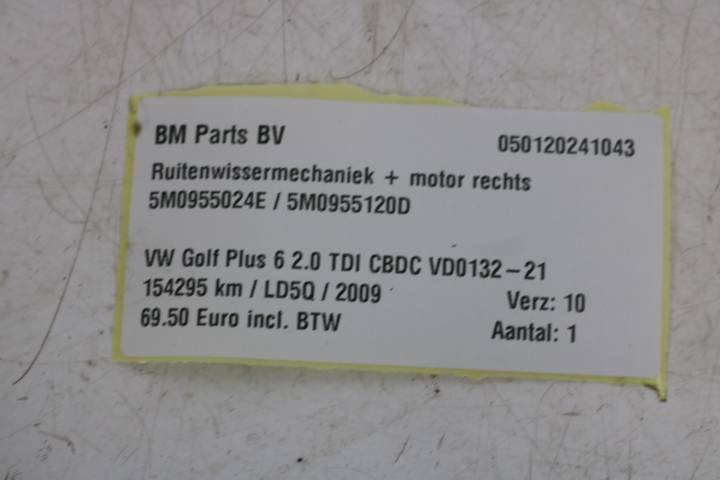 BM Parts BV 050120241043
Ruitenwissermechaniek + motor rechts
5M0955024E / 5M0955120D
VW Golf Plus 6 2.0 TDI CBDC VD0132-21
154295 km / LD5Q / 2009 Verz: 10
69.50 Euro incl. BTW Aantal: 1